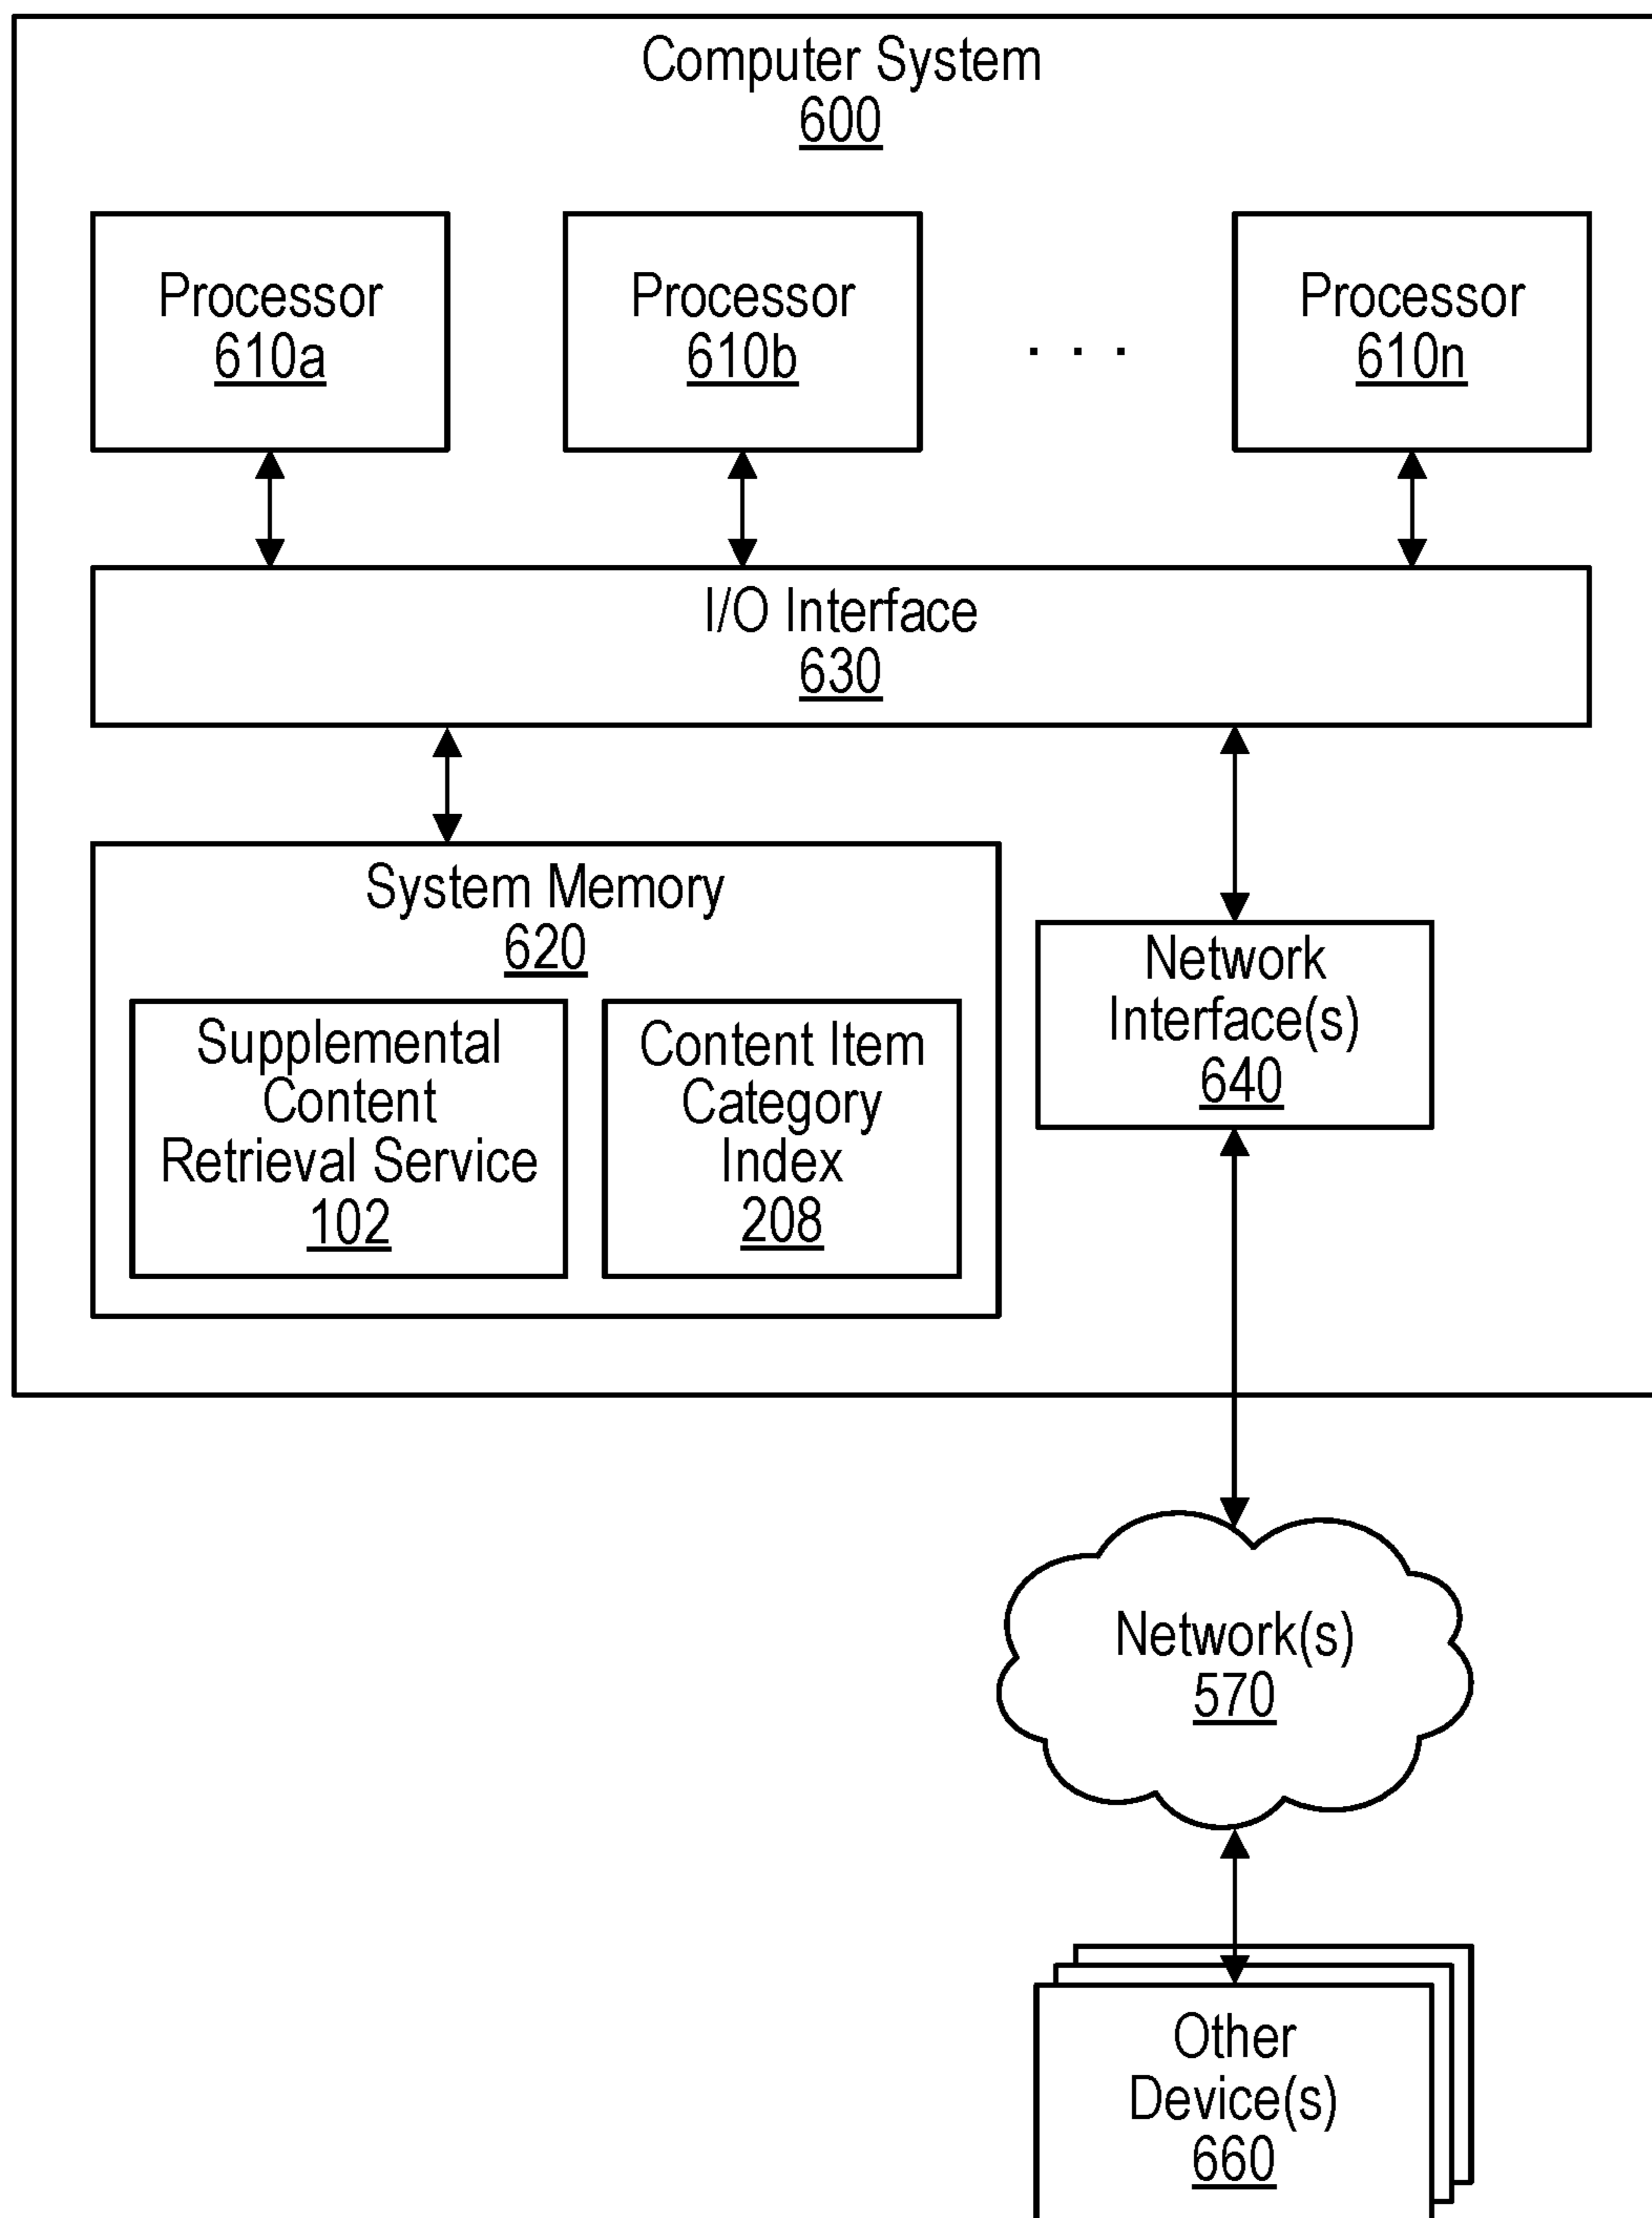 Computer System
600
Processor
610a
Processor
610b
. . .
Processor
610n
I/O Interface
630
System Memory
620
Supplemental
Content
Retrieval Service
102
Content Item
Category
Index
208
Network
Interface(s)
640
Network(s)
570
Other
Device(s)
660